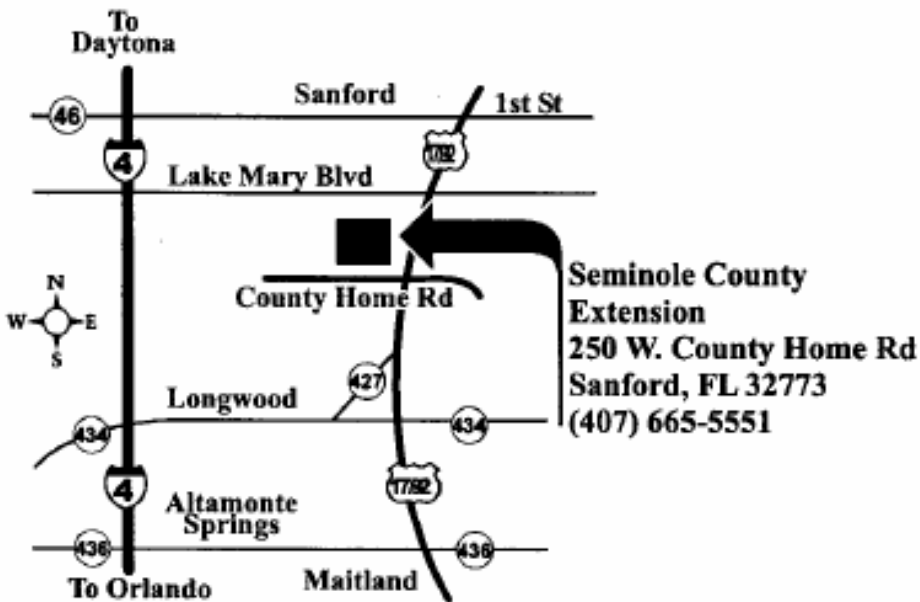 To
Daytona
Sanford
1st St
46
17.92
4
Lake Mary Blvd
N
W E
S
County Home Rd
Seminole County
Extension
250 W. County Home Rd
Sanford, FL 32773
(407) 665-5551
427
Longwood
434
434
4
17.92
Altamonte
Springs
436
436
To Orlando
Maitland